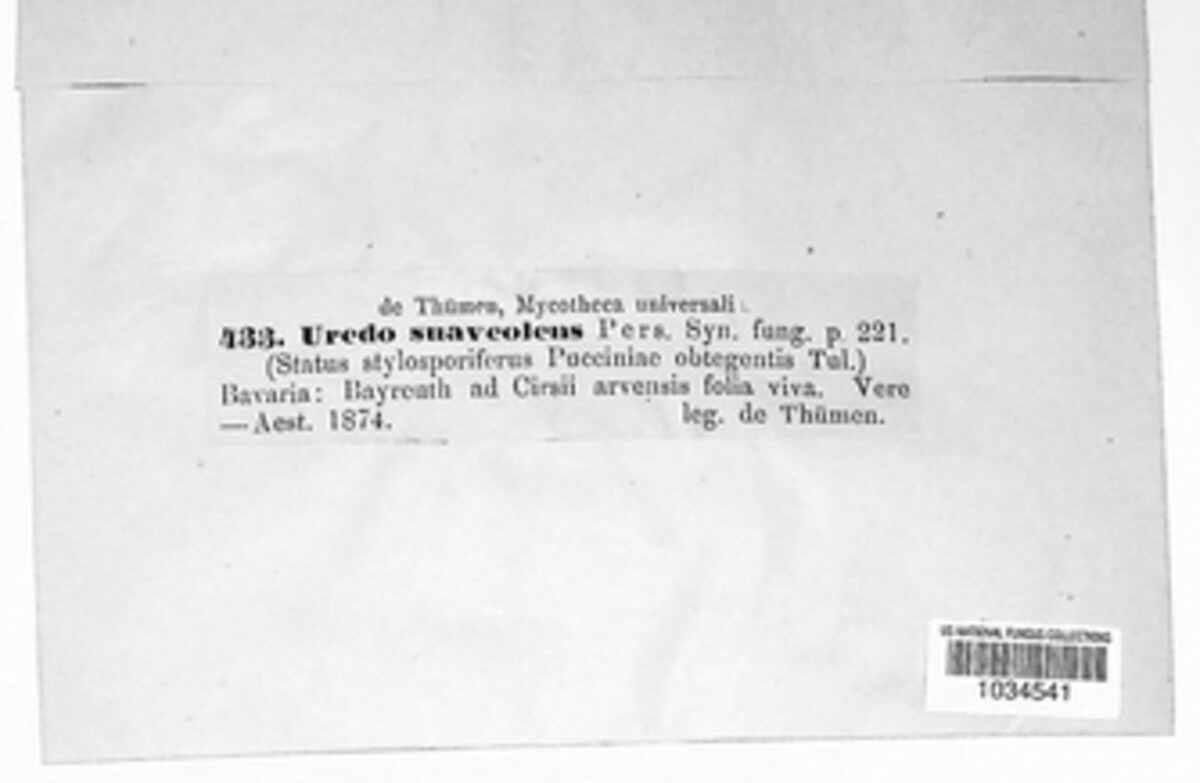 de Thümen, Mycotheca universalis.
433. Uredo suaveolens Pers. Syn. fung. p. 221.
(Status stylosporiferus Pucciniae obtegentis Tul.)
Bavaria: Bayreuth ad Cirsii arvensis folia viva. Vere
—Aest. 1874. leg. de Thümen.
US NATIONAL FUNGUS COLLECTIONS
1034541